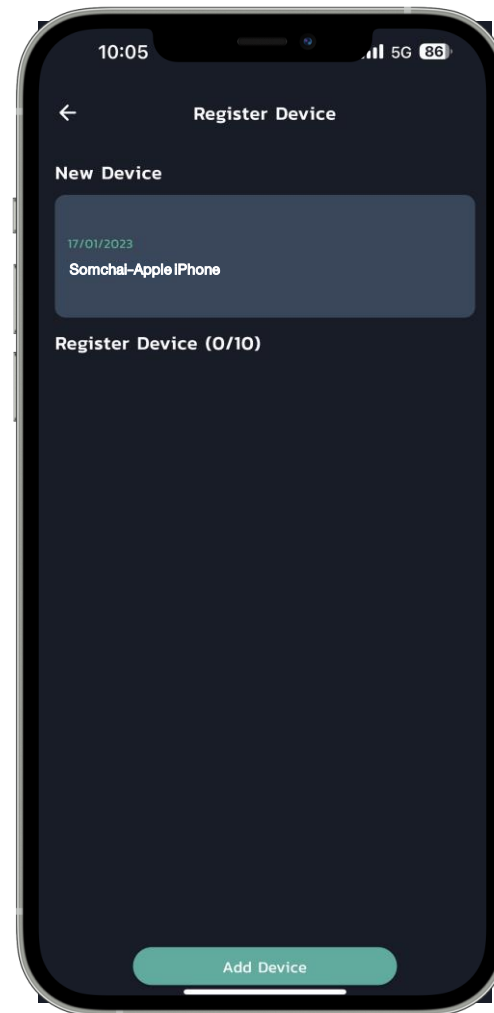 10:05
5G 86
Register Device
New Device
17/01/2023
Somchai-Apple iPhone
Register Device (0/10)
Add Device